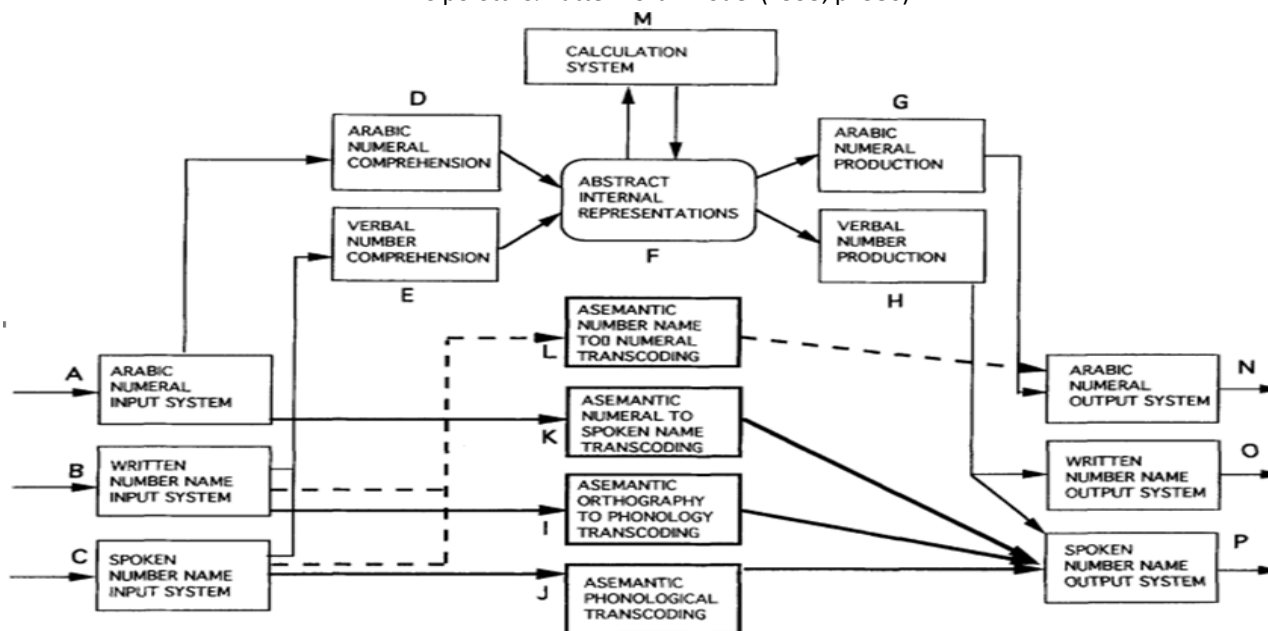 M
CALCULATION
SYSTEM
D
G
ARABIC
NUMERAL
COMPREHENSION
ABSTRACT
INTERNAL
REPRESENTATIONS
ARABIC
NUMERAL
PRODUCTION
VERBAL
NUMBER
COMPREHENSION
VERBAL
NUMBER
PRODUCTION
F
E
H
ASEMANTIC
NUMBER NAME
TO NUMERAL
TRANSCODING
L
A
ARABIC
NUMERAL
INPUT SYSTEM
ARABIC
NUMERAL
OUTPUT SYSTEM
N
ASEMANTIC
NUMERAL TO
SPOKEN NAME
TRANSCODING
K
B
WRITTEN
NUMBER NAME
INPUT SYSTEM
WRITTEN
NUMBER NAME
OUTPUT SYSTEM
O
ASEMANTIC
ORTHOGRAPHY
TO PHONOLOGY
TRANSCODING
I
C
SPOKEN
NUMBER NAME
INPUT SYSTEM
SPOKEN
NUMBER NAME
OUTPUT SYSTEM
P
ASEMANTIC
PHONOLOGICAL
TRANSCODING
J